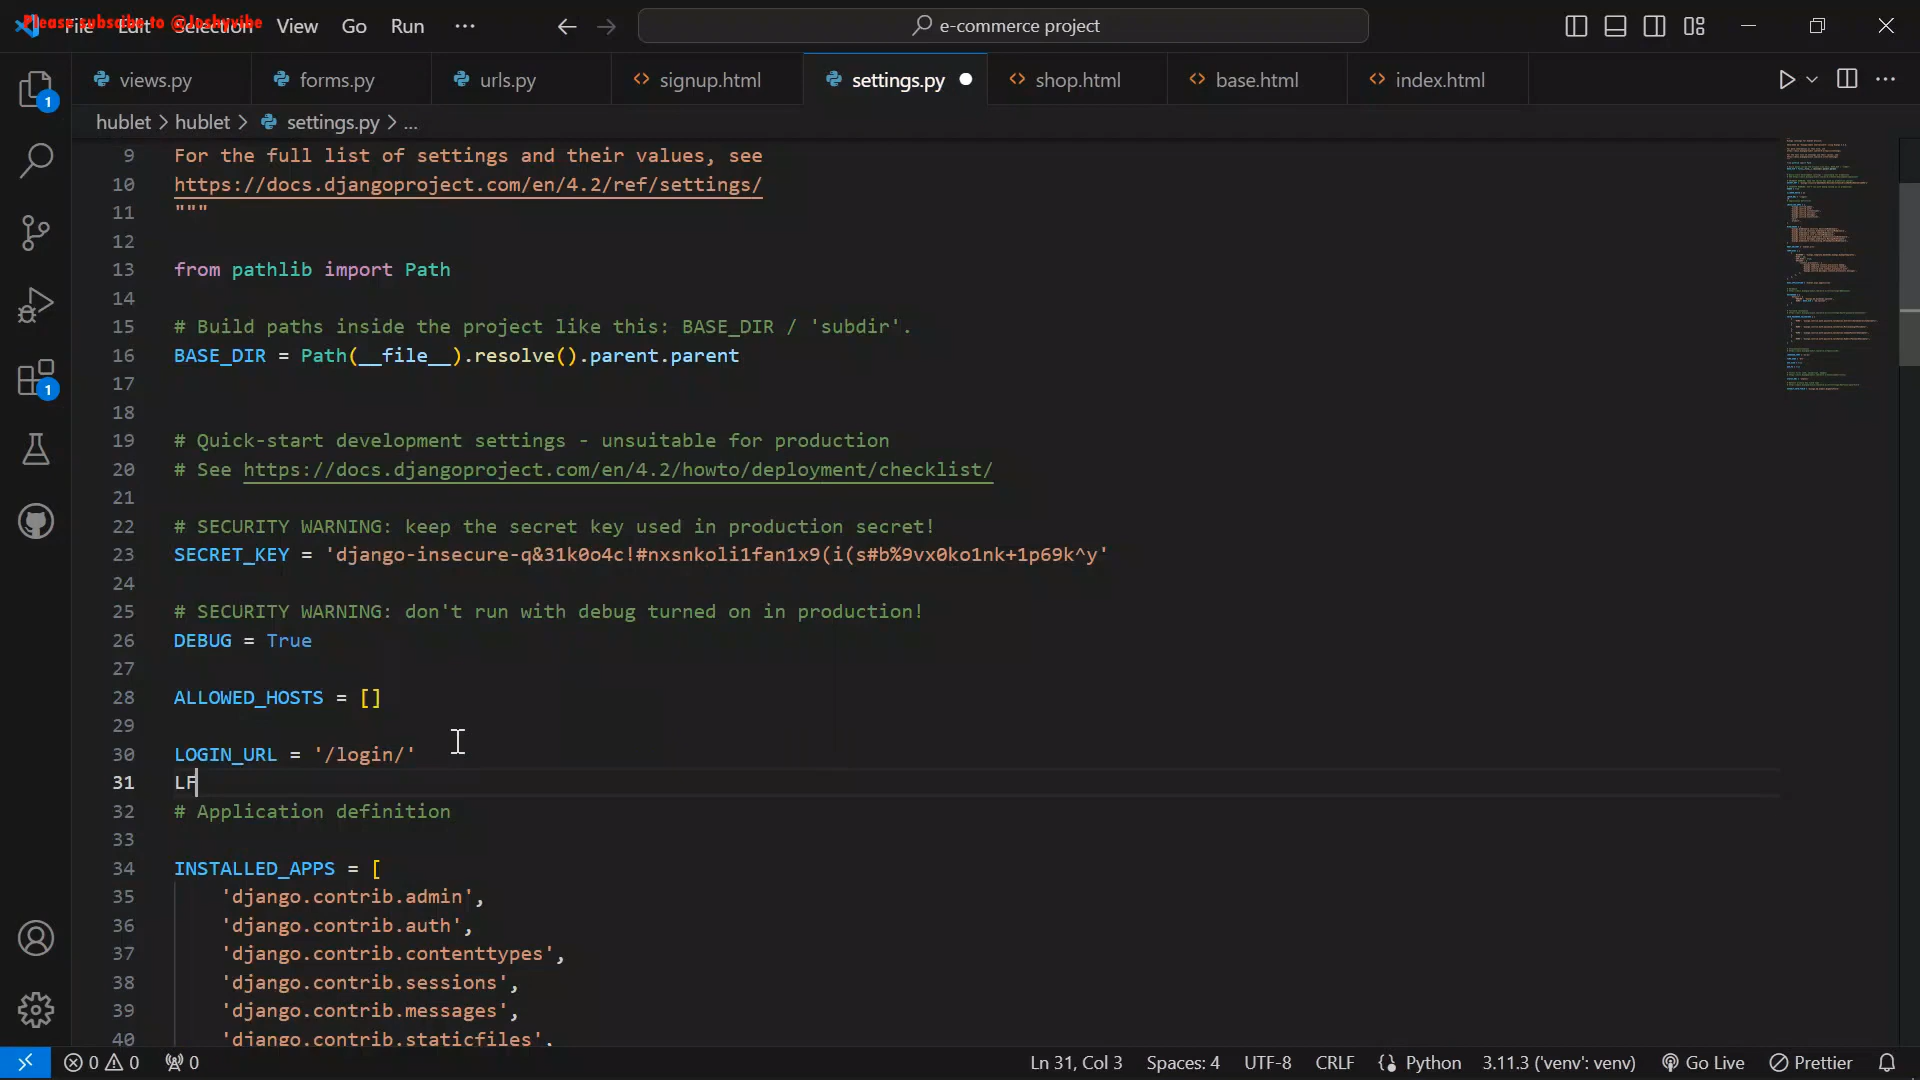 Please subscibe to @Joshyvibe
File Edit Selection View Go Run ...
e-commerce project
views.py forms.py urls.py signup.html settings.py shop.html base.html index.html
hublet > hublet > settings.py > ...
9 For the full list of settings and their values, see
10 https://docs.djangoproject.com/en/4.2/ref/settings/
11 """
12
13 from pathlib import Path
14
15 # Build paths inside the project like this: BASE_DIR / 'subdir'.
16 BASE_DIR = Path(__file__).resolve().parent.parent
17
18
19 # Quick-start development settings - unsuitable for production
20 # See https://docs.djangoproject.com/en/4.2/howto/deployment/checklist/
21
22 # SECURITY WARNING: keep the secret key used in production secret!
23 SECRET_KEY = 'django-insecure-q&31k0o4c!#nxsnkoli1fan1x9(i(s#b%9vx0ko1nk+1p69k^y'
24
25 # SECURITY WARNING: don't run with debug turned on in production!
26 DEBUG = True
27
28 ALLOWED_HOSTS = []
29
30 LOGIN_URL = '/login/'
31 LF
32 # Application definition
33
34 INSTALLED_APPS = [
35 'django.contrib.admin',
36 'django.contrib.auth',
37 'django.contrib.contenttypes',
38 'django.contrib.sessions',
39 'django.contrib.messages',
40 'django.contrib.staticfiles',
1
1
0 0 0 Ln 31, Col 3 Spaces: 4 UTF-8 CRLF Python 3.11.3 ('venv': venv) Go Live Prettier